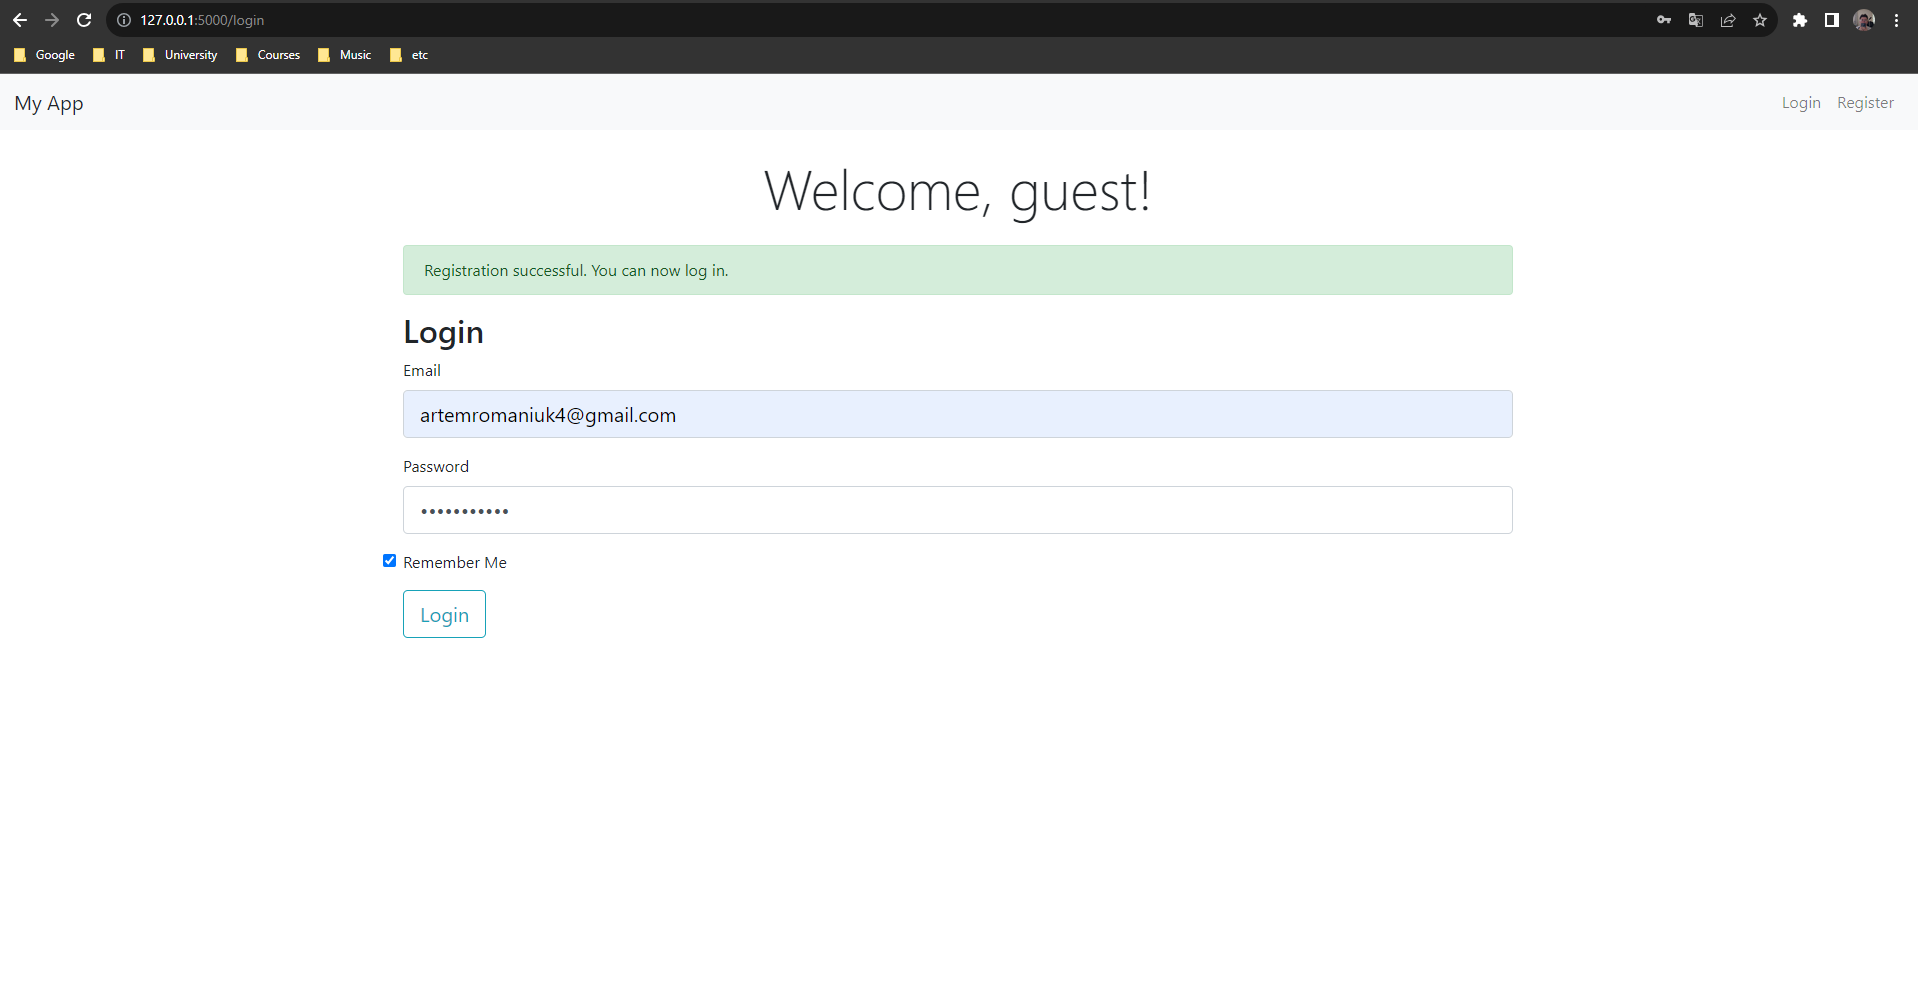 127.0.0.1:5000/login
Google IT University Courses Music etc
My App Login Register
Welcome, guest!
Registration successful. You can now log in.
Login
Email
artemromaniuk4@gmail.com
Password
•••••••••••
Remember Me
Login